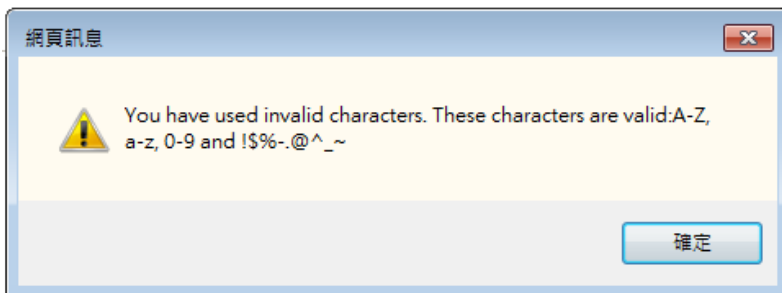 網頁訊息
You have used invalid characters. These characters are valid:A-Z,
a-z, 0-9 and !$%-.@^_~
確定